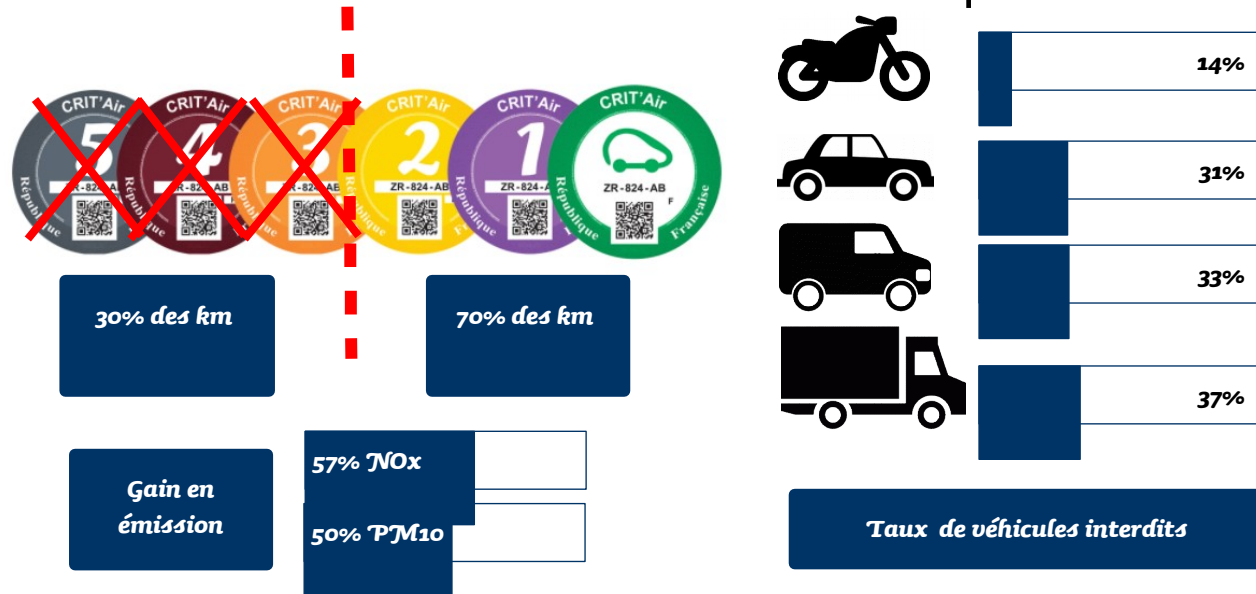 CRIT'Air
5
ZR-824-A
République
CRIT'Air
4
ZR-824-AB
République
CRIT'Air
3
ZR-824-AB
République
CRIT'Air
2
ZR-824-AB
République
CRIT'Air
1
ZR-824-A
République
CRIT'Air
ZR-824-AB
F
République
Française
30% des km
70% des km
Gain en
émission
57% NOx
50% PM10
14%
31%
33%
37%
Taux de véhicules interdits